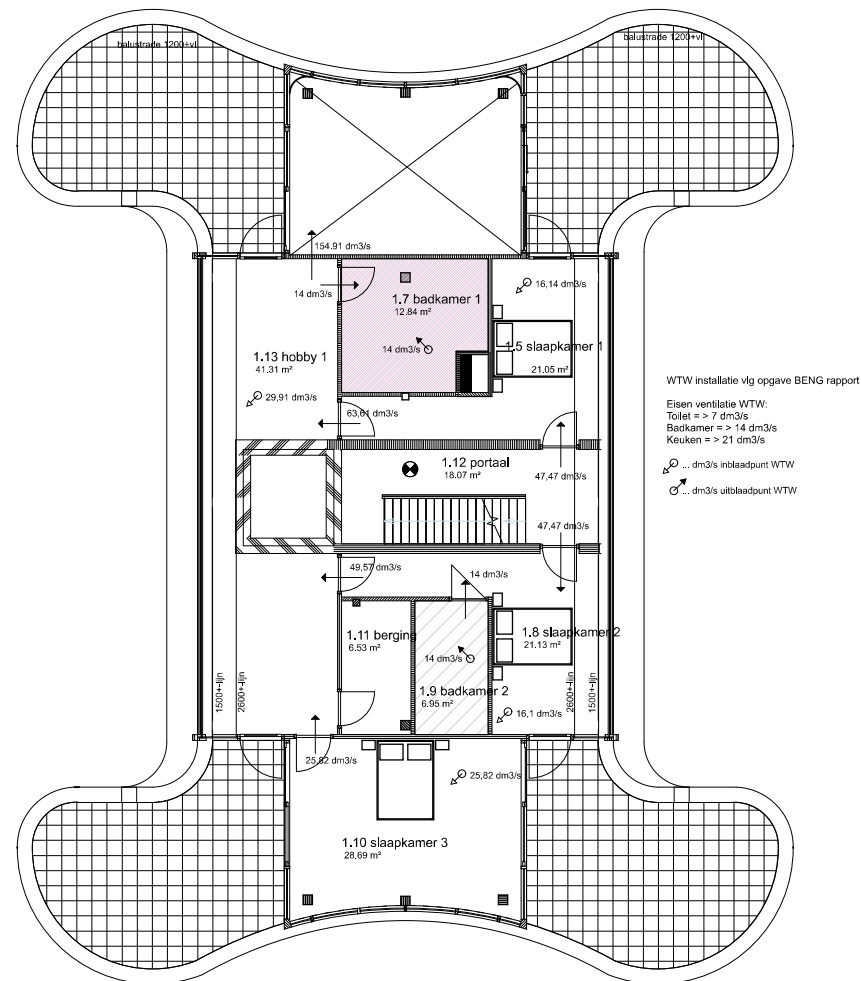 balustrade 1200+vl
balustrade 1200+vl
154.91 dm3/s
14 dm3/s
1.7 badkamer 1
12.84 m²
14 dm3/s
16,14 dm3/s
1.5 slaapkamer 1
21.05 m²
1.13 hobby 1
41.31 m²
29,91 dm3/s
63,61 dm3/s
WTW installatie vlg opgave BENG rapport
Eisen ventilatie WTW:
Toilet = > 7 dm3/s
Badkamer = > 14 dm3/s
Keuken = > 21 dm3/s
... dm3/s inblaadpunt WTW
... dm3/s uitblaadpunt WTW
1.12 portaal
18.07 m²
47,47 dm3/s
47,47 dm3/s
49,57 dm3/s
14 dm3/s
1.11 berging
6.53 m²
14 dm3/s
1.9 badkamer 2
6.95 m²
1.8 slaapkamer 2
21.13 m²
16,1 dm3/s
1500+-lijn
2600+-lijn
2600+-lijn
1500+-lijn
25,82 dm3/s
25,82 dm3/s
1.10 slaapkamer 3
28.69 m²